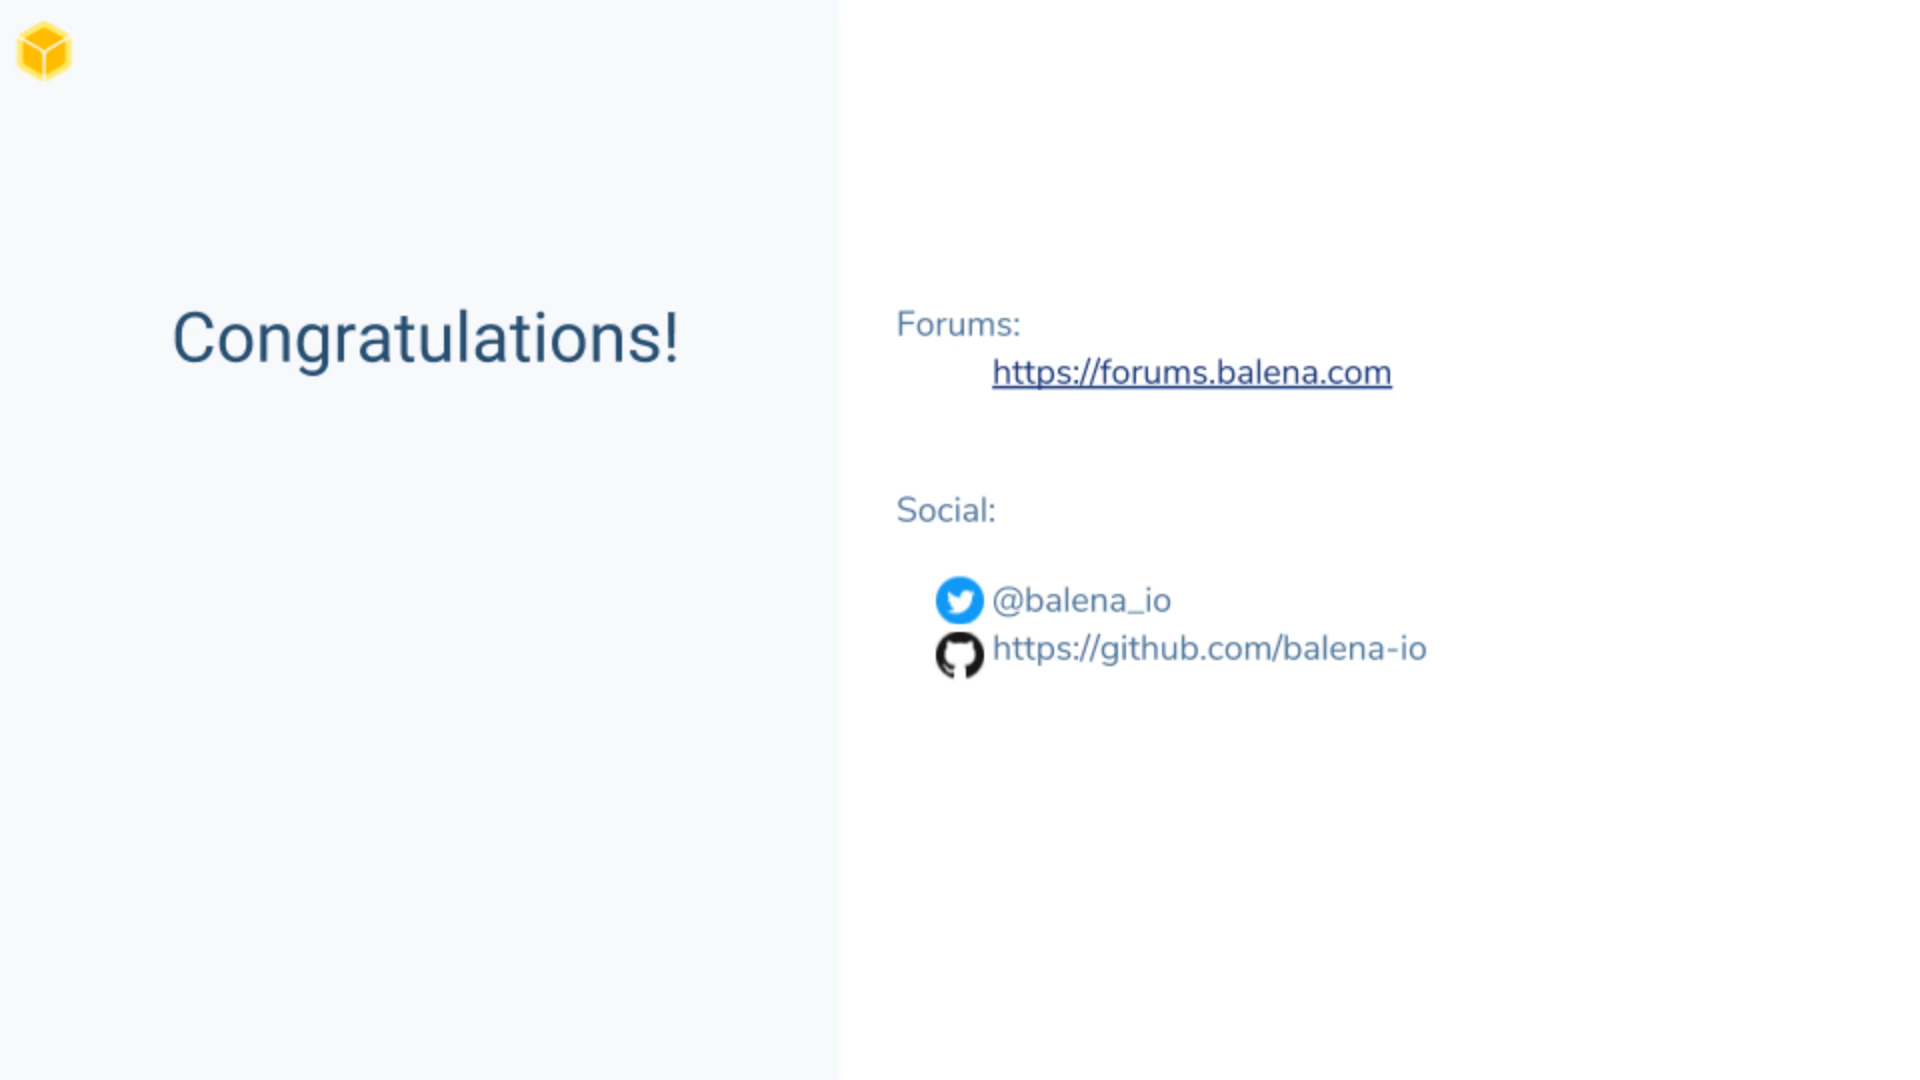 Congratulations!
Forums:
https://forums.balena.com
Social:
@balena_io
https://github.com/balena-io